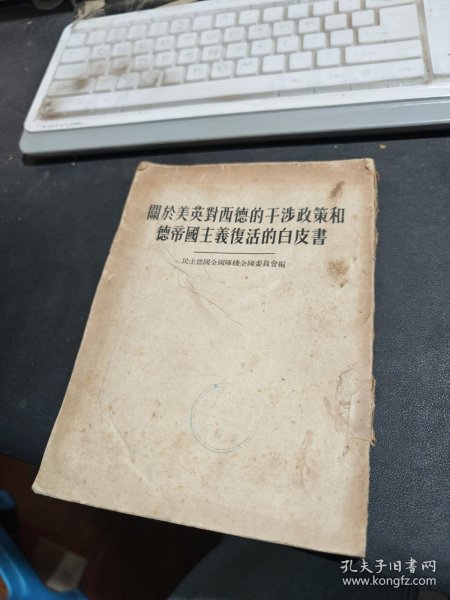 關於美英對西德的干涉政策和
德帝國主義復活的白皮書
民主德國全國陣綫全國委員會編
孔夫子旧书网
www.kongfz.com